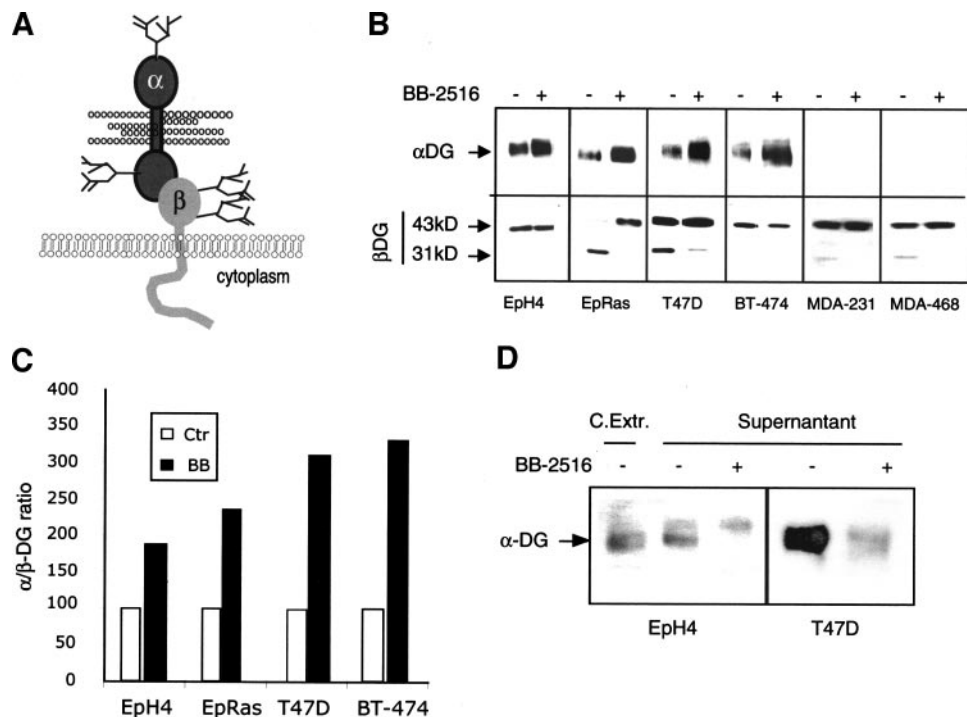 A
α
β
cytoplasm
B
BB-2516 - + - + - + - + - + - +
αDG
βDG
43kD
31kD
EpH4 EpRas T47D BT-474 MDA-231 MDA-468
C
α/β-DG ratio
400
350
300
250
200
150
100
50
0
Ctr
BB
EpH4 EpRas T47D BT-474
D
C.Extr. Supernantant
BB-2516 - - + - +
α-DG
EpH4 T47D